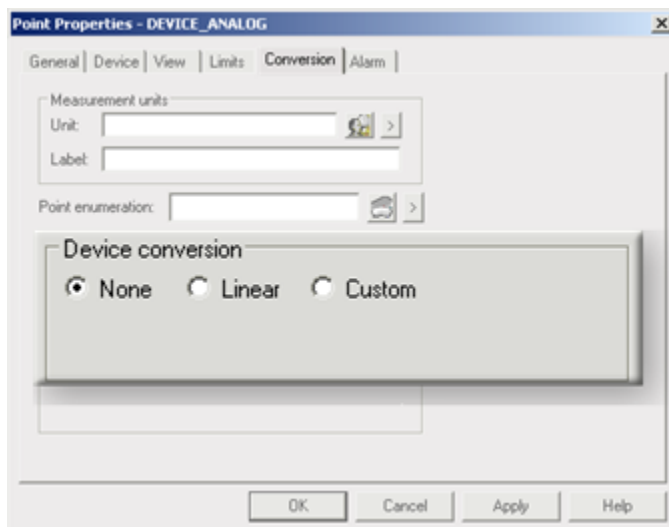 Point Properties - DEVICE_ANALOG
General Device View Limits Conversion Alarm
Measurement units
Unit:
Label:
Point enumeration:
Device conversion
None Linear Custom
OK Cancel Apply Help